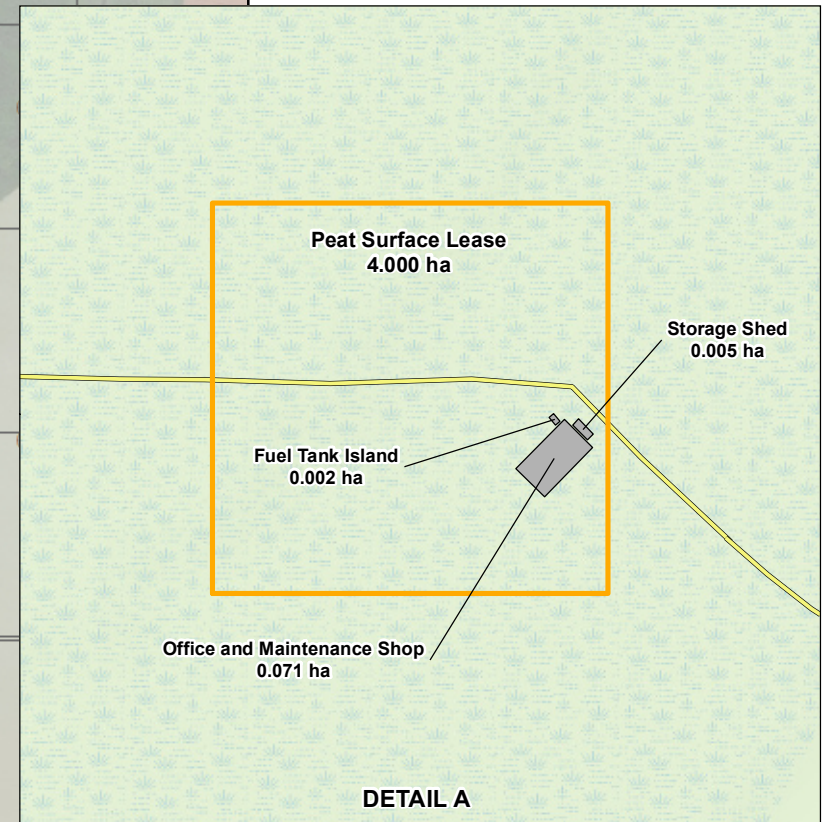 Peat Surface Lease
4.000 ha
Storage Shed
0.005 ha
Fuel Tank Island
0.002 ha
Office and Maintenance Shop
0.071 ha
DETAIL A